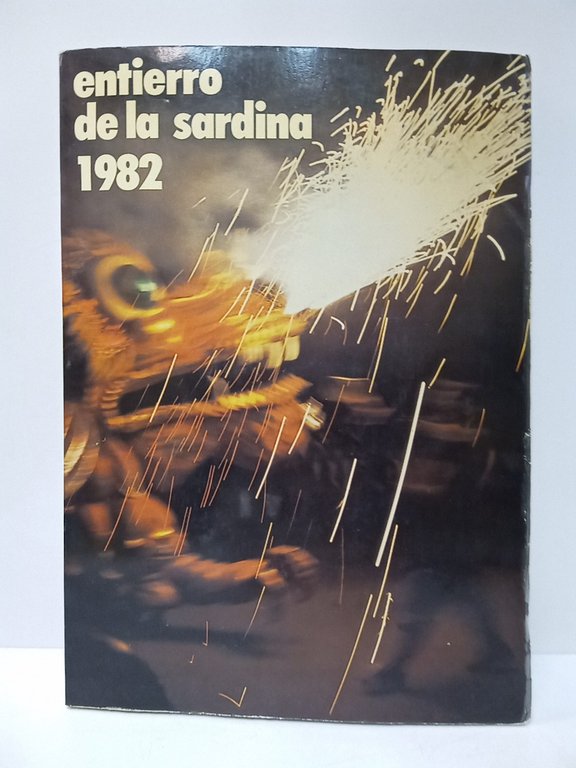 entierro
de la sardina
1982